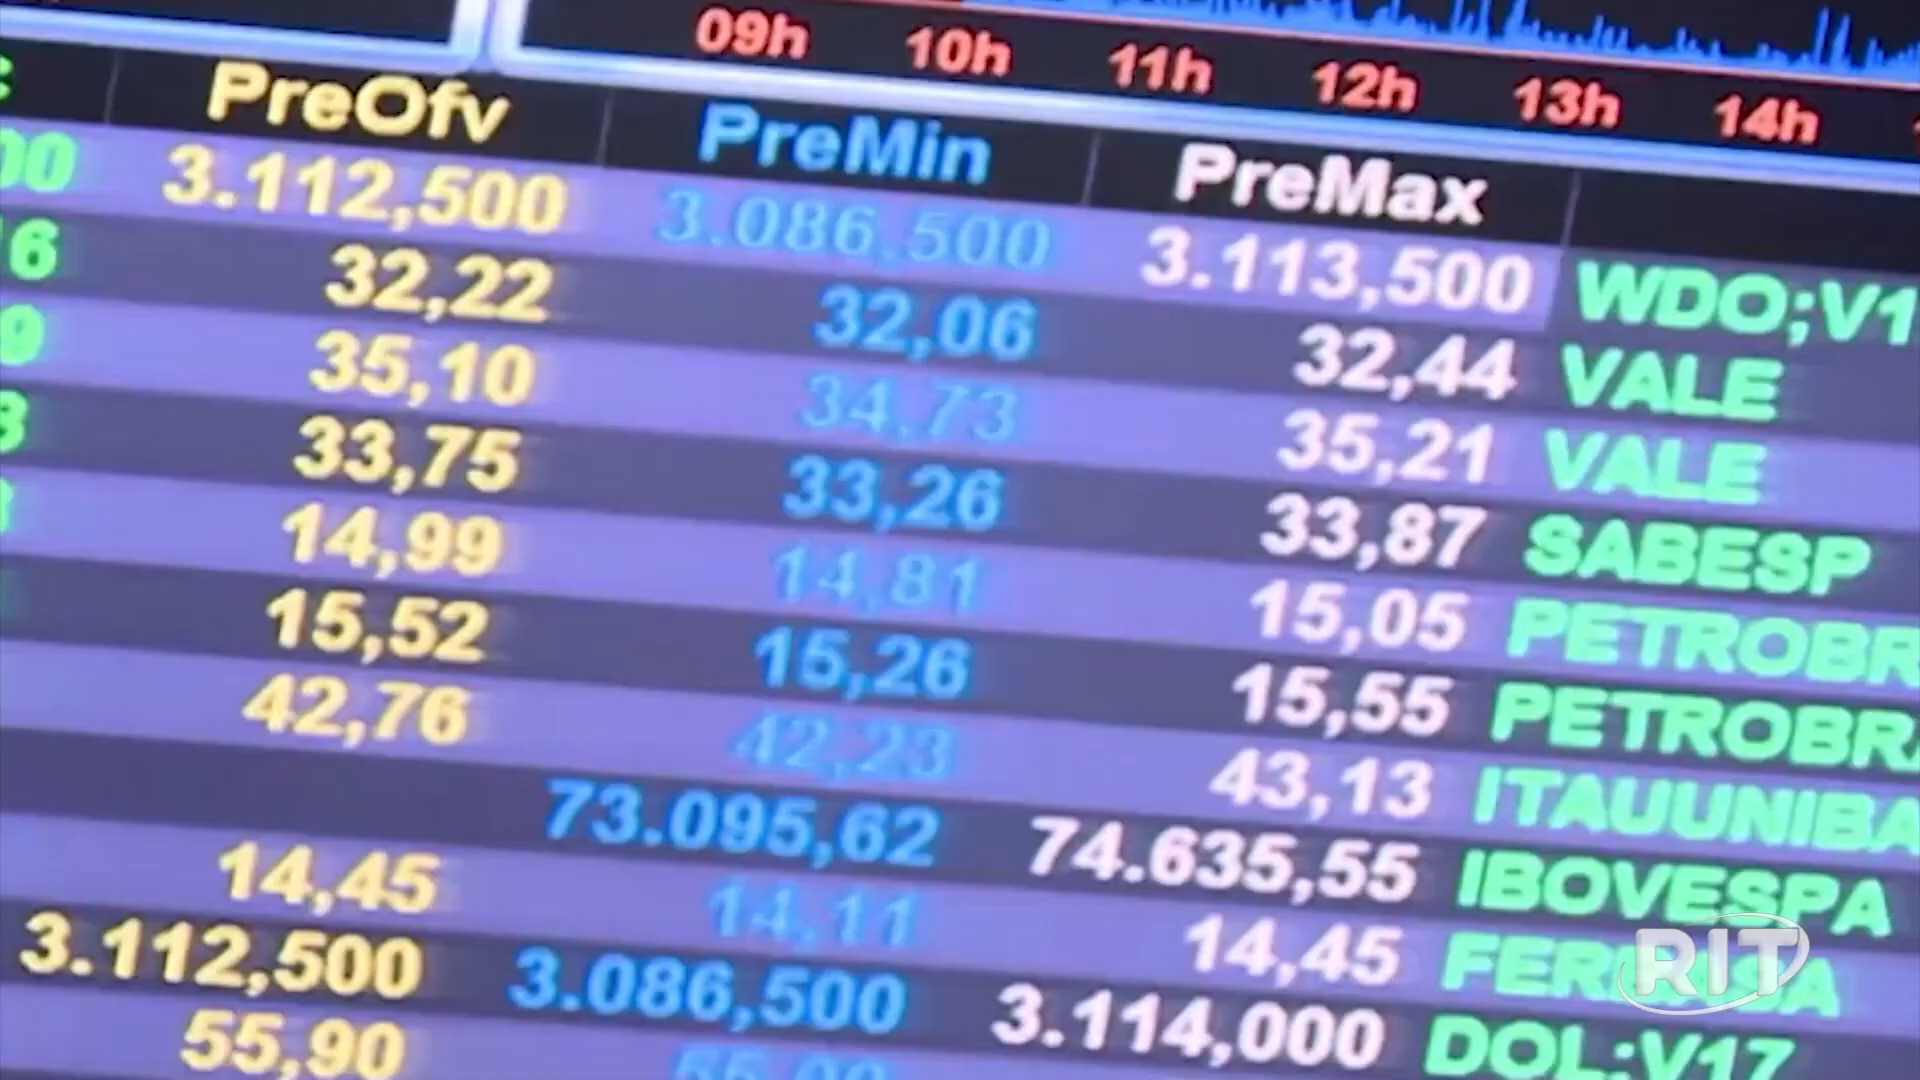 09h 10h 11h 12h 13h 14h
PreOfv PreMin PreMax
00 3.112,500 3.086,500 3.113,500 WDO;V1
16 32,22 32,06 32,44 VALE
9 35,10 34,73 35,21 VALE
33,75 33,26 33,87 SABESP
14,99 14,81 15,05 PETROBR
15,52 15,26 15,55 PETROBRA
42,76 42,23 43,13 ITAUUNIBA
73.095,62 74.635,55 IBOVESPA
14,45 14,11 14,45
3.112,500 3.086,500 3.114,000 DOL;V17
55,90
RIT